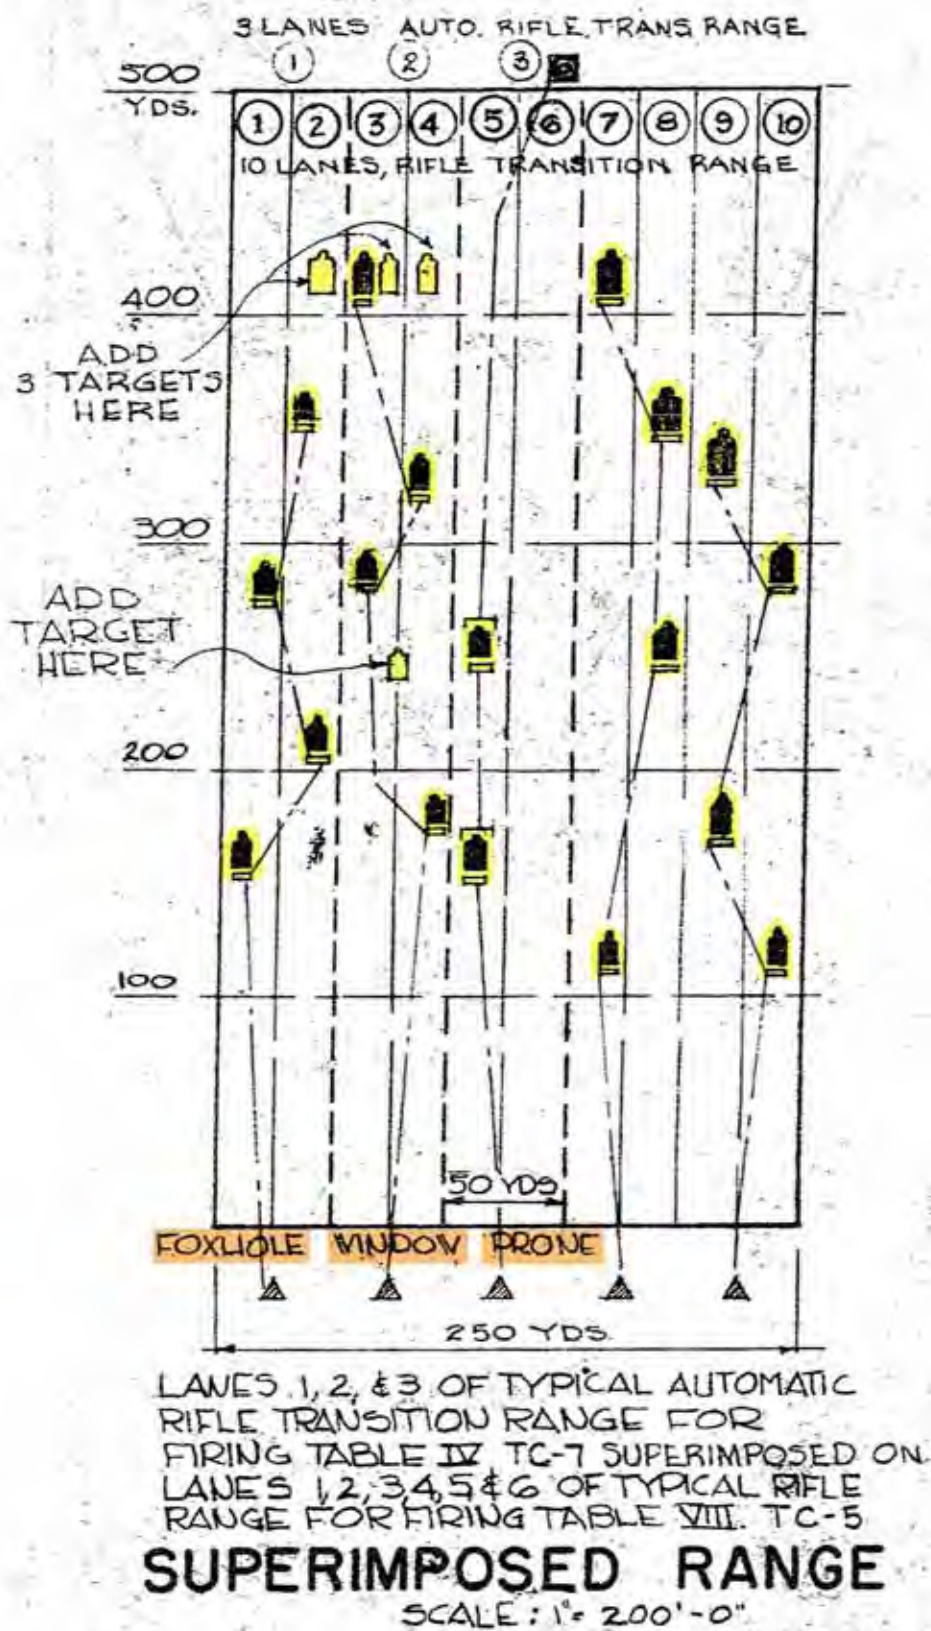 3 LANES AUTO. RIFLE TRANS RANGE
1 2 3
500
YDS.
1 2 3 4 5 6 7 8 9 10
10 LANES, RIFLE TRANSITION RANGE
400
ADD
3 TARGETS
HERE
300
ADD
TARGET
HERE
200
100
50 YDS
FOXHOLE WINDOW PRONE
250 YDS.
LANES 1, 2, & 3 OF TYPICAL AUTOMATIC
RIFLE TRANSITION RANGE FOR
FIRING TABLE IV TC-7 SUPERIMPOSED ON
LANES 1,2,3,4,5 & 6 OF TYPICAL RIFLE
RANGE FOR FIRING TABLE VIII. TC-5
SUPERIMPOSED RANGE
SCALE: 1"= 200'-0"